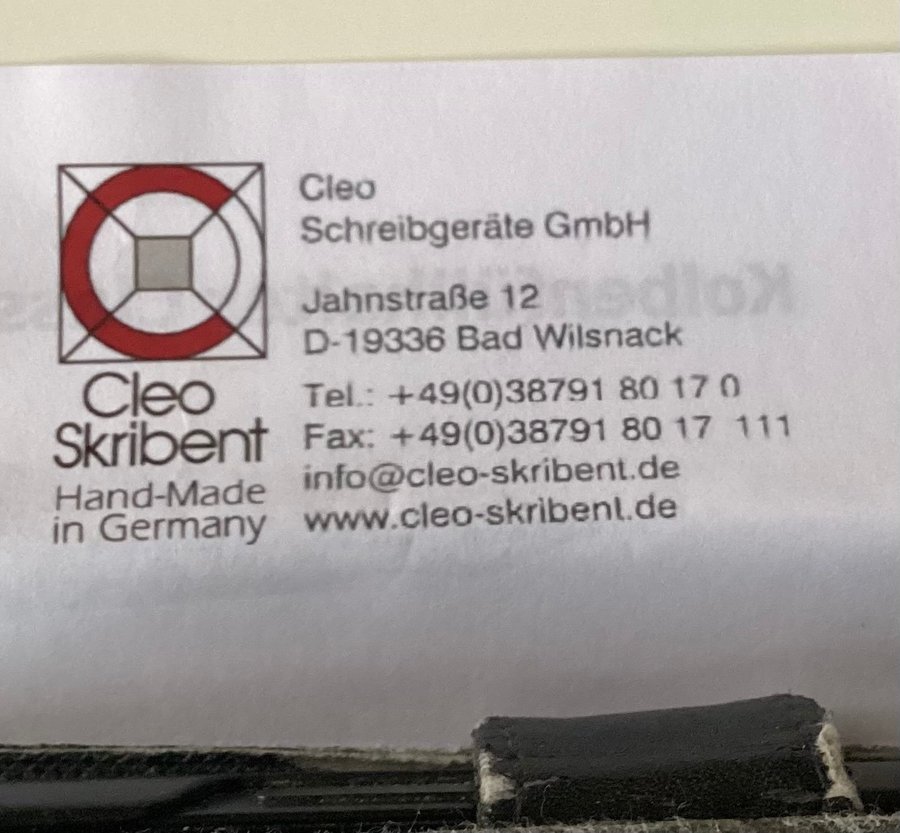 Cleo
Skribent
Hand-Made
in Germany
Cleo
Schreibgeräte GmbH
Jahnstraße 12
D-19336 Bad Wilsnack
Tel.: +49(0)38791 80 17 0
Fax: +49(0)38791 80 17 111
info@cleo-skribent.de
www.cleo-skribent.de